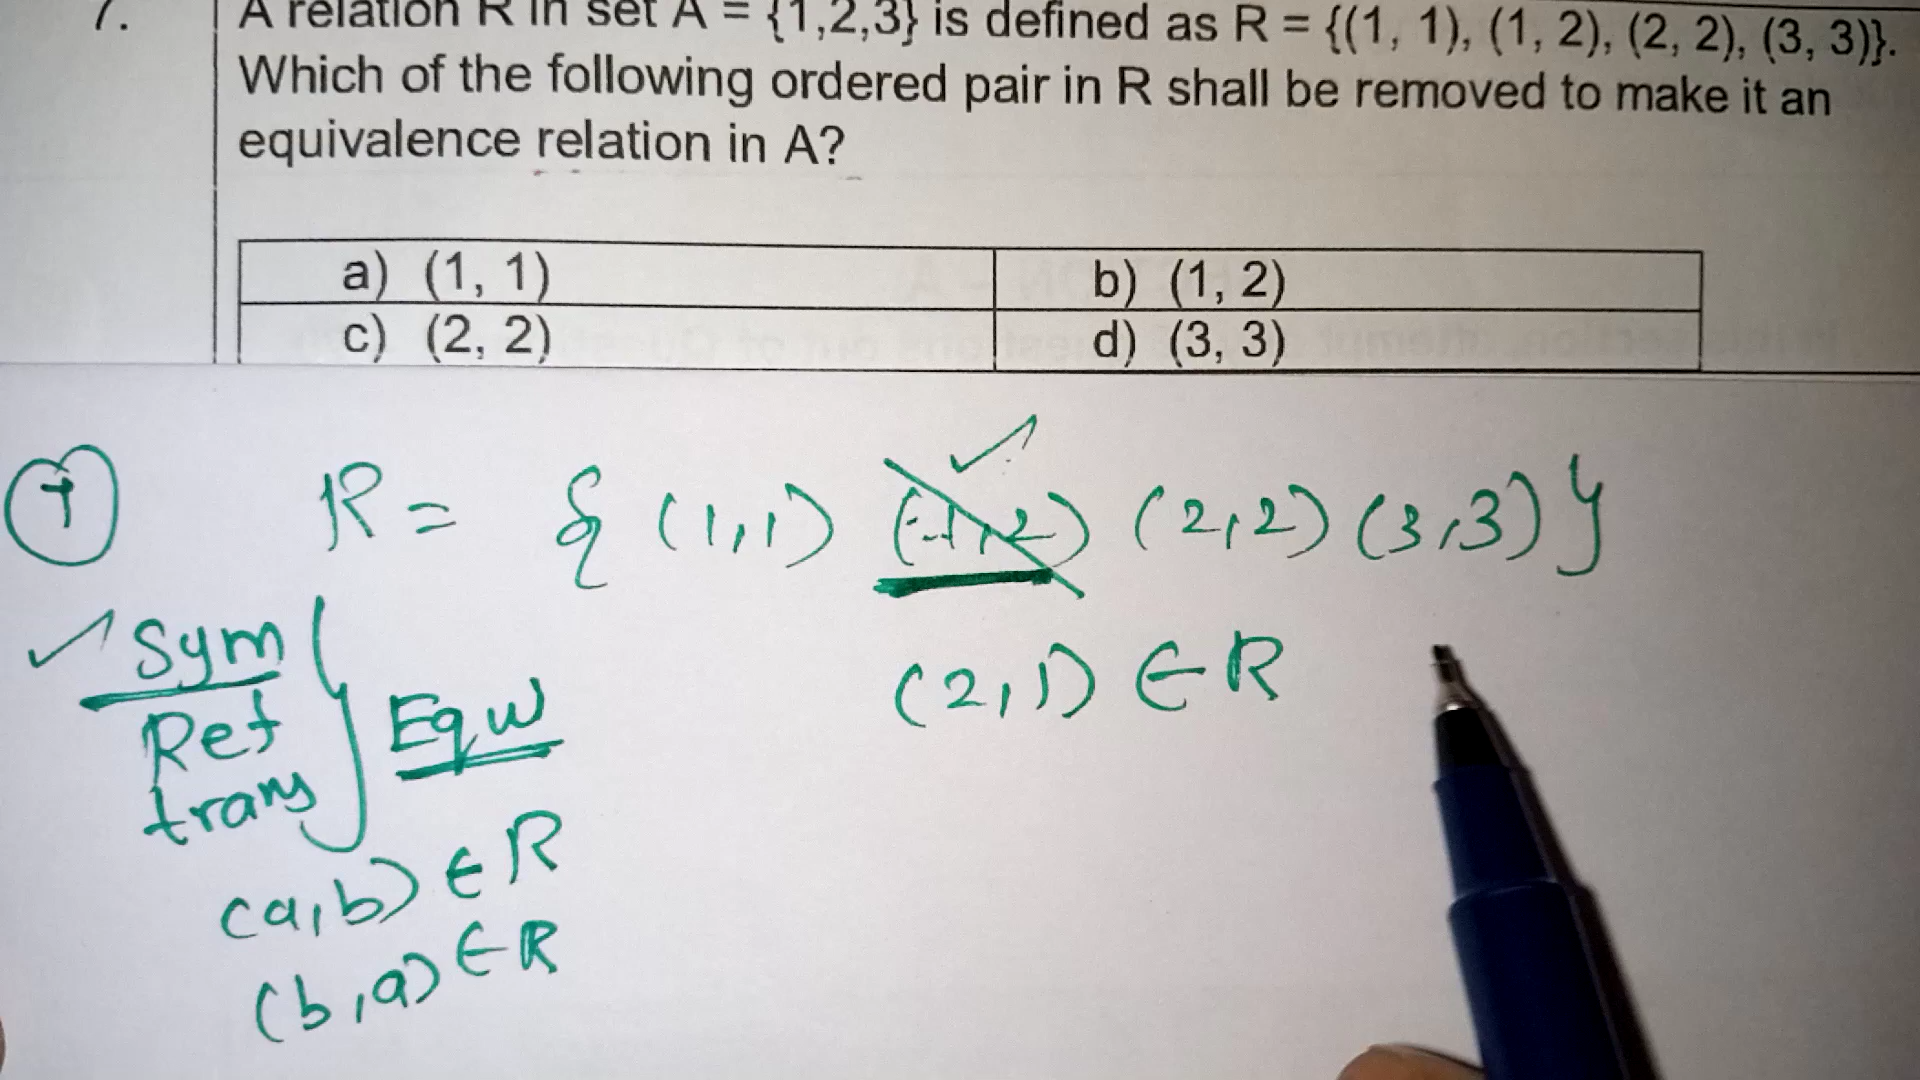 7. A relation R in set A = {1,2,3} is defined as R = {(1, 1), (1, 2), (2, 2), (3, 3)}.
Which of the following ordered pair in R shall be removed to make it an
equivalence relation in A?
a) (1, 1) b) (1, 2)
c) (2, 2) d) (3, 3)
7 R = { (1,1) (1,2) (2,2) (3,3) }
Sym
(2,1) ∈ R
Ref
Equ
trans
(a,b) ∈ R
(b,a) ∈ R